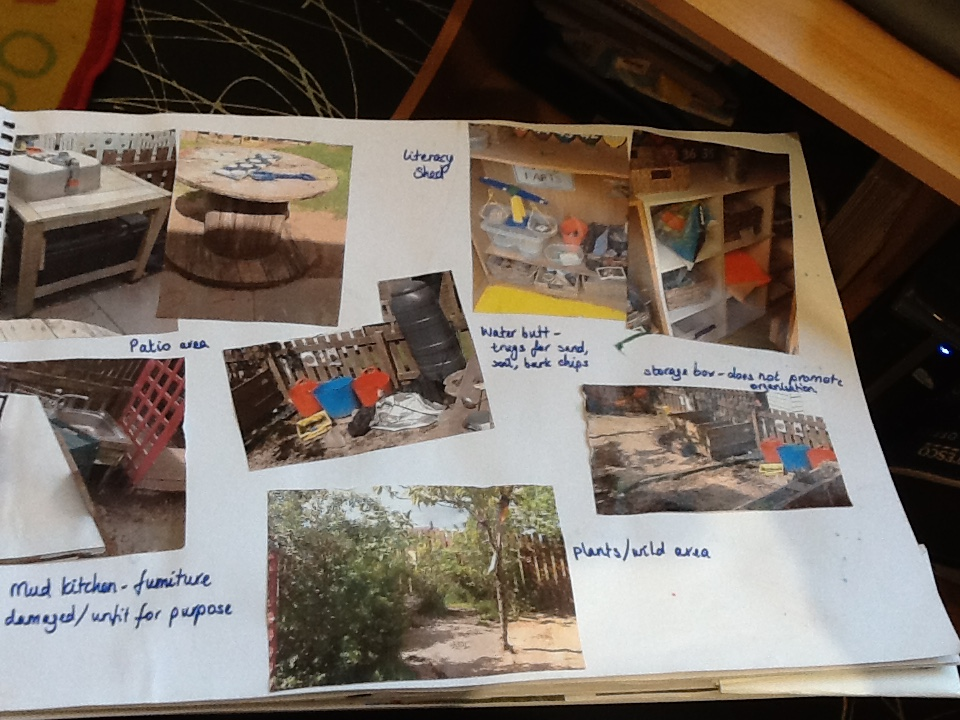 Literacy
Shed
Patio area
Water butt -
trugs for sand,
soil, bark chips
storage box - does not promote
organisation
plants/wild area
Mud kitchen - furniture
damaged/unfit for purpose
TESCO